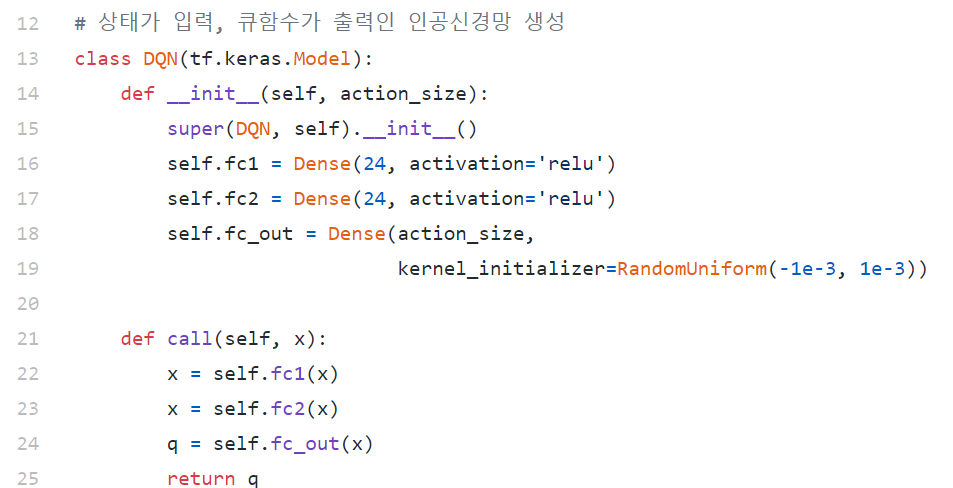 12 # 상태가 입력, 큐함수가 출력인 인공신경망 생성
13 class DQN(tf.keras.Model):
14     def __init__(self, action_size):
15         super(DQN, self).__init__()
16         self.fc1 = Dense(24, activation='relu')
17         self.fc2 = Dense(24, activation='relu')
18         self.fc_out = Dense(action_size,
19                             kernel_initializer=RandomUniform(-1e-3, 1e-3))
20
21     def call(self, x):
22         x = self.fc1(x)
23         x = self.fc2(x)
24         q = self.fc_out(x)
25         return q